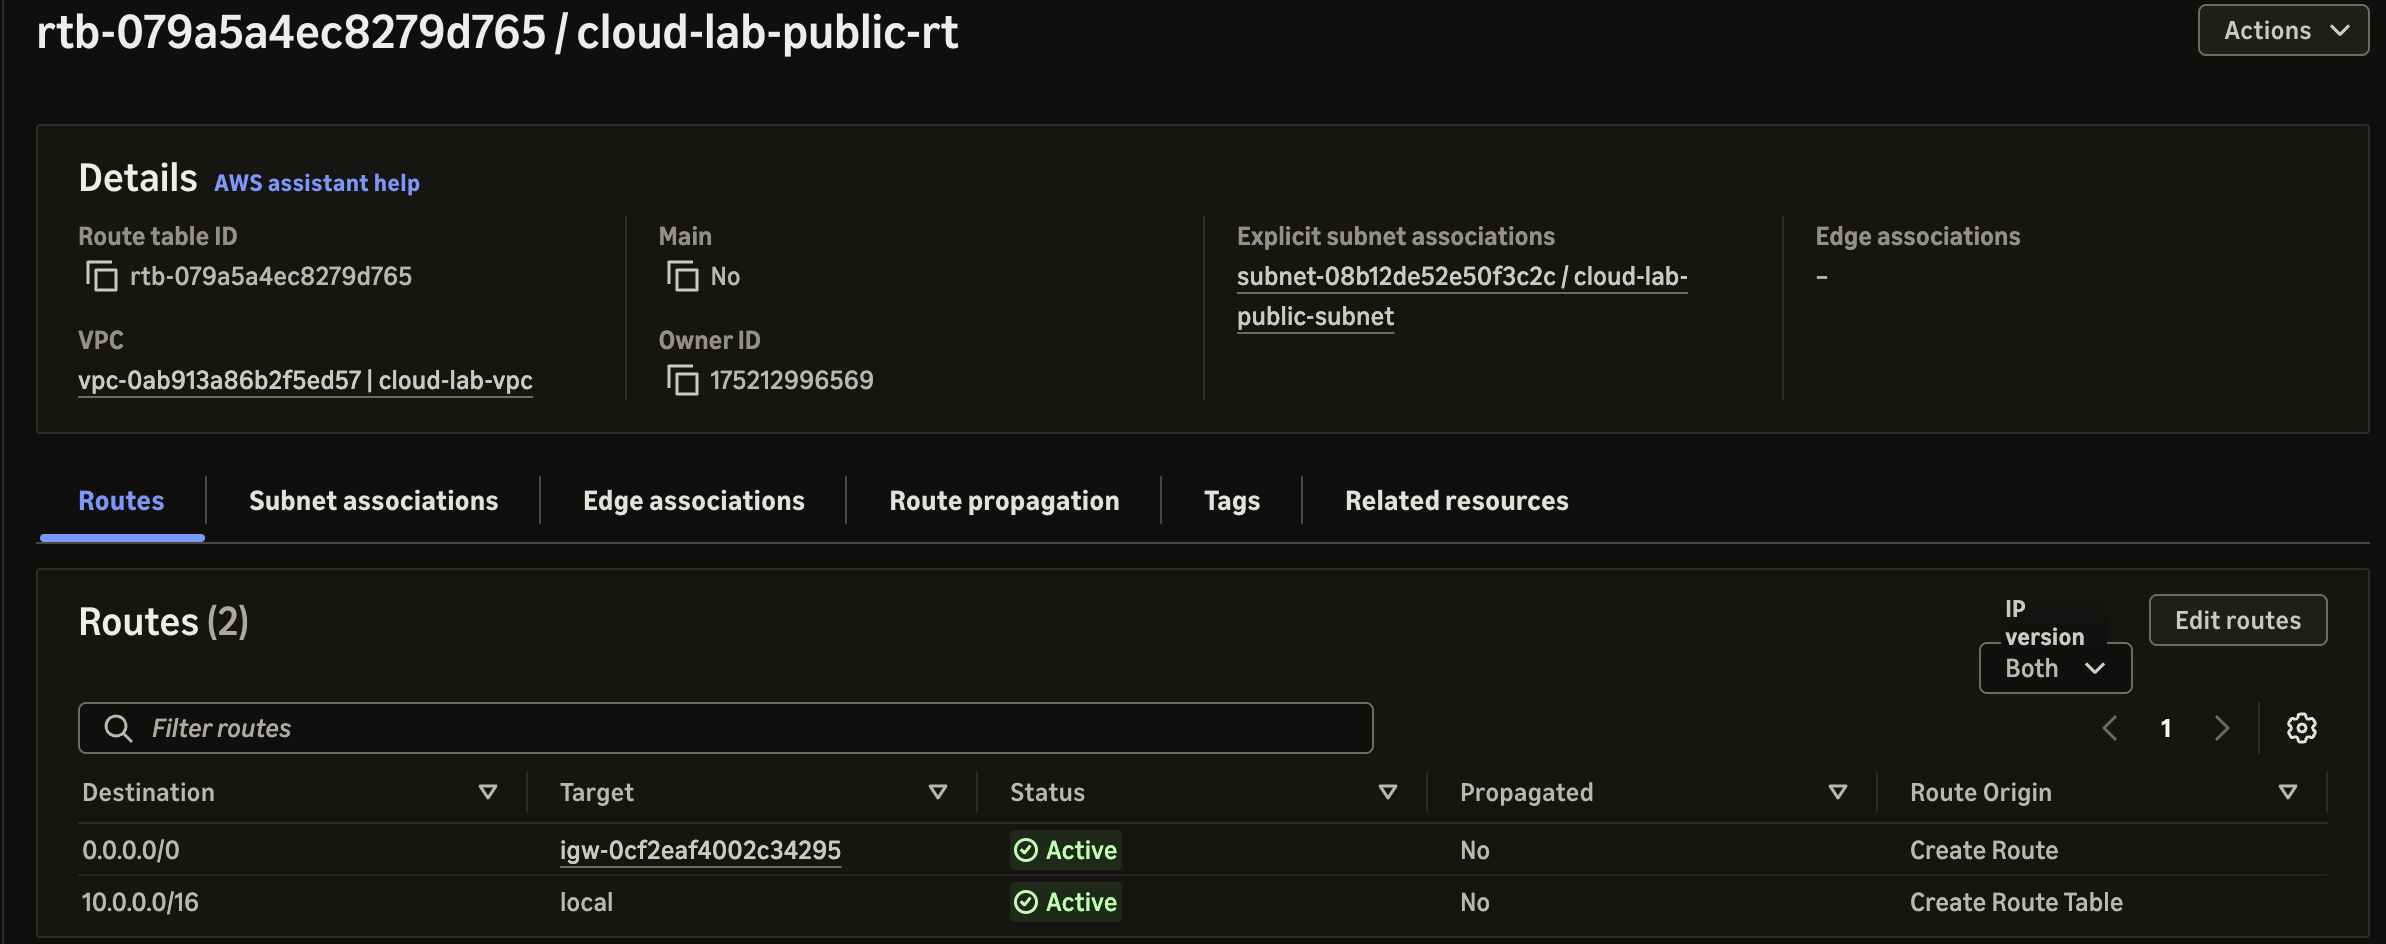 rtb-079a5a4ec8279d765 / cloud-lab-public-rt
Actions
Details AWS assistant help
Route table ID
rtb-079a5a4ec8279d765
Main
No
Explicit subnet associations
subnet-08b12de52e50f3c2c / cloud-lab-
public-subnet
Edge associations
–
VPC
vpc-0ab913a86b2f5ed57 | cloud-lab-vpc
Owner ID
175212996569
Routes Subnet associations Edge associations Route propagation Tags Related resources
Routes (2)
IP
version
Both
Edit routes
Filter routes
1
Destination Target Status Propagated Route Origin
0.0.0.0/0 igw-0cf2eaf4002c34295 Active No Create Route
10.0.0.0/16 local Active No Create Route Table